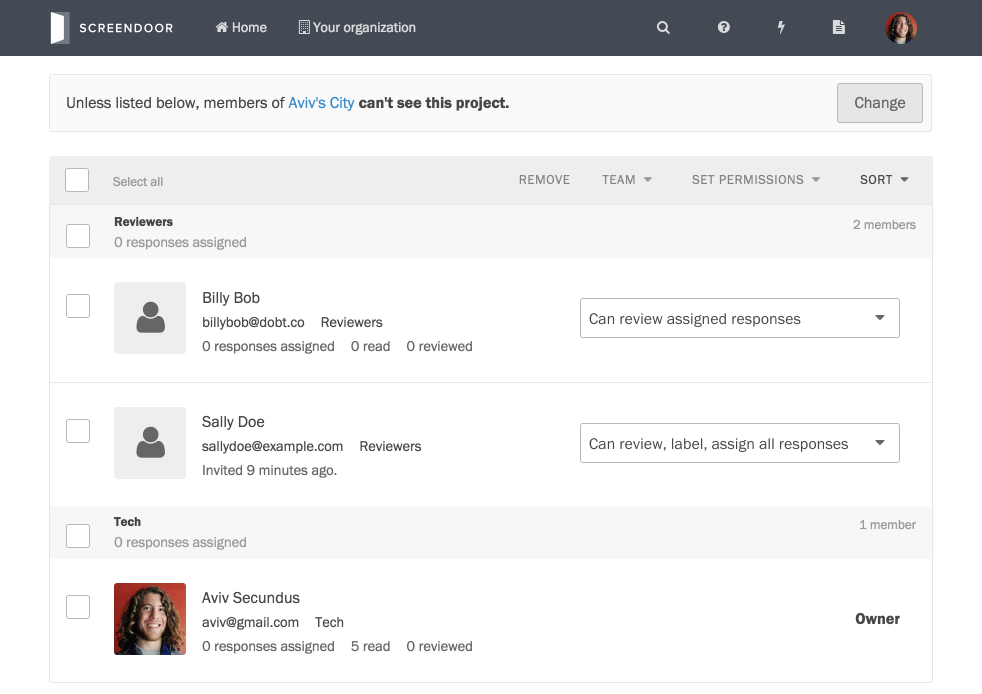 SCREENDOOR Home Your organization
Unless listed below, members of Aviv's City can't see this project. Change
Select all REMOVE TEAM SET PERMISSIONS SORT
Reviewers 2 members
0 responses assigned
Billy Bob
billybob@dobt.co Reviewers Can review assigned responses
0 responses assigned 0 read 0 reviewed
Sally Doe
sallydoe@example.com Reviewers Can review, label, assign all responses
Invited 9 minutes ago.
Tech 1 member
0 responses assigned
Aviv Secundus
aviv@gmail.com Tech Owner
0 responses assigned 5 read 0 reviewed